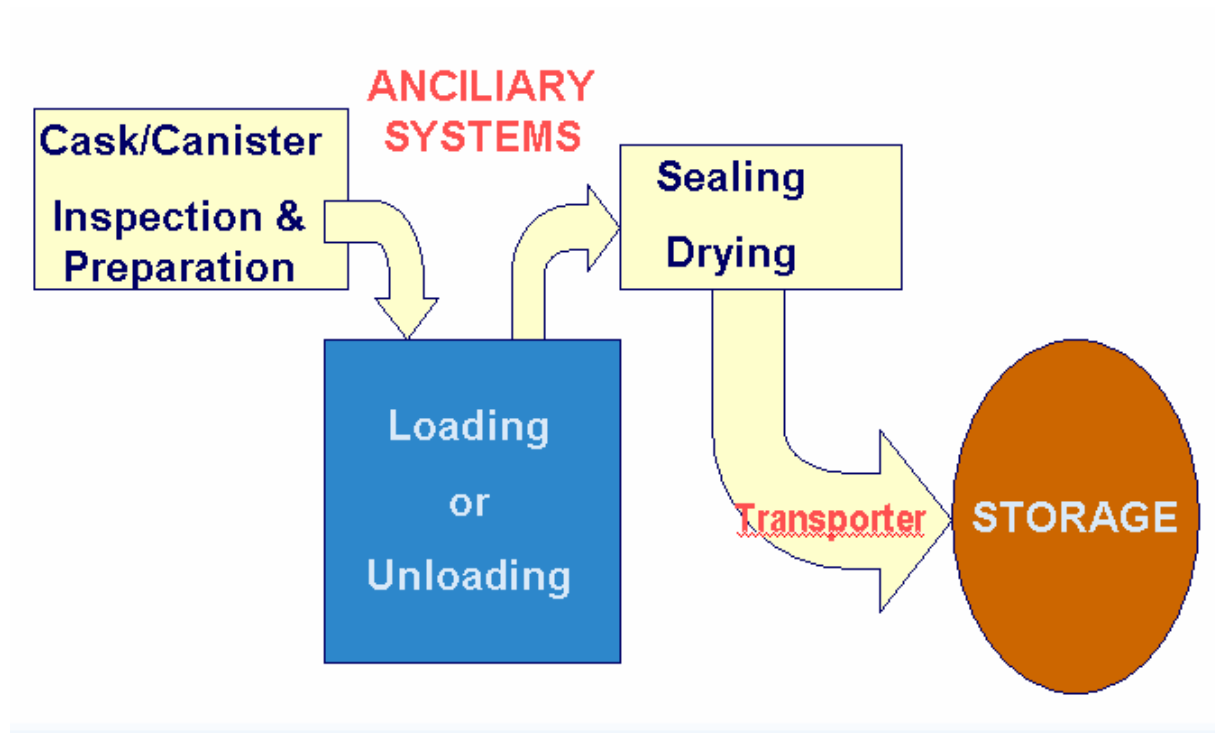 ANCILIARY
SYSTEMS
Cask/Canister
Inspection &
Preparation
Sealing
Drying
Loading
or
Unloading
Transporter
STORAGE